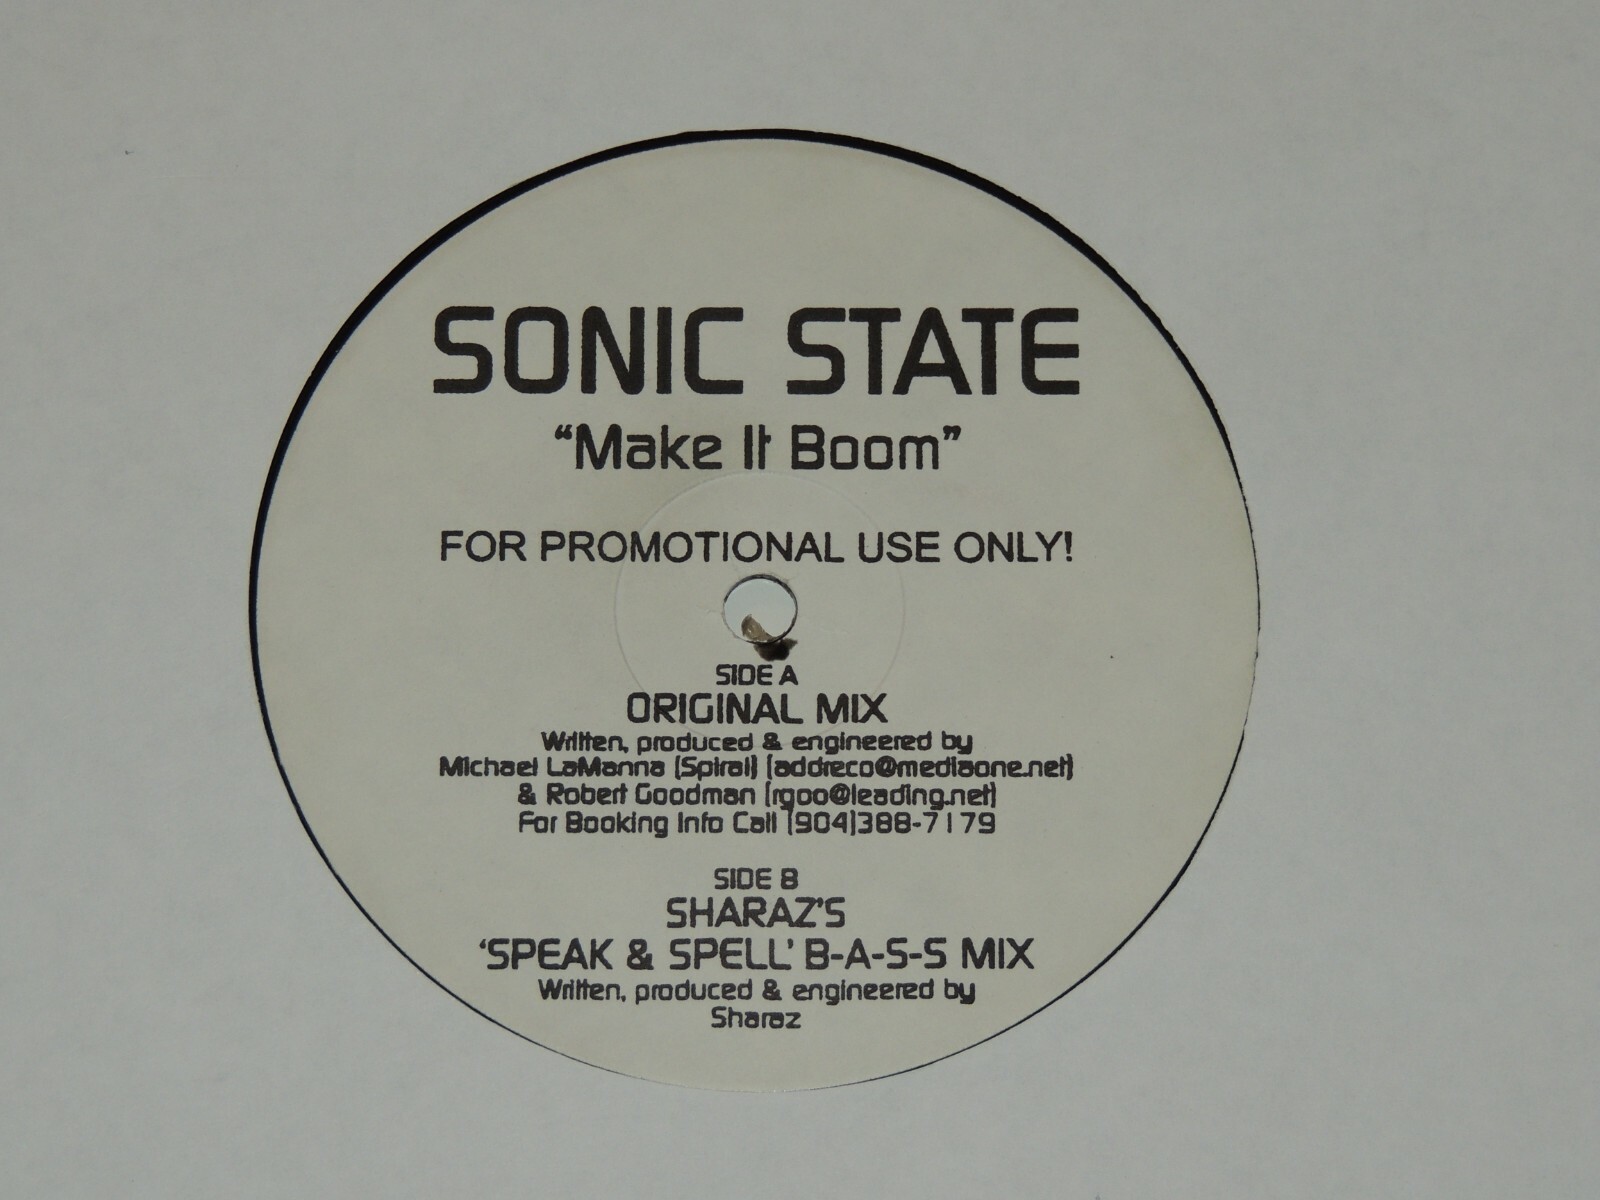 SONIC STATE
“Make It Boom”
FOR PROMOTIONAL USE ONLY!
SIDE A
ORIGINAL MIX
Written, produced & engineered by
Michael LaManna (Spiral) (addreco@mediaone.net)
& Robert Goodman (rgoo@leading.net)
For Booking Info Call (904)388-7179
SIDE B
SHARAZ'S
‘SPEAK & SPELL’ B-A-S-S MIX
Written, produced & engineered by
Sharaz